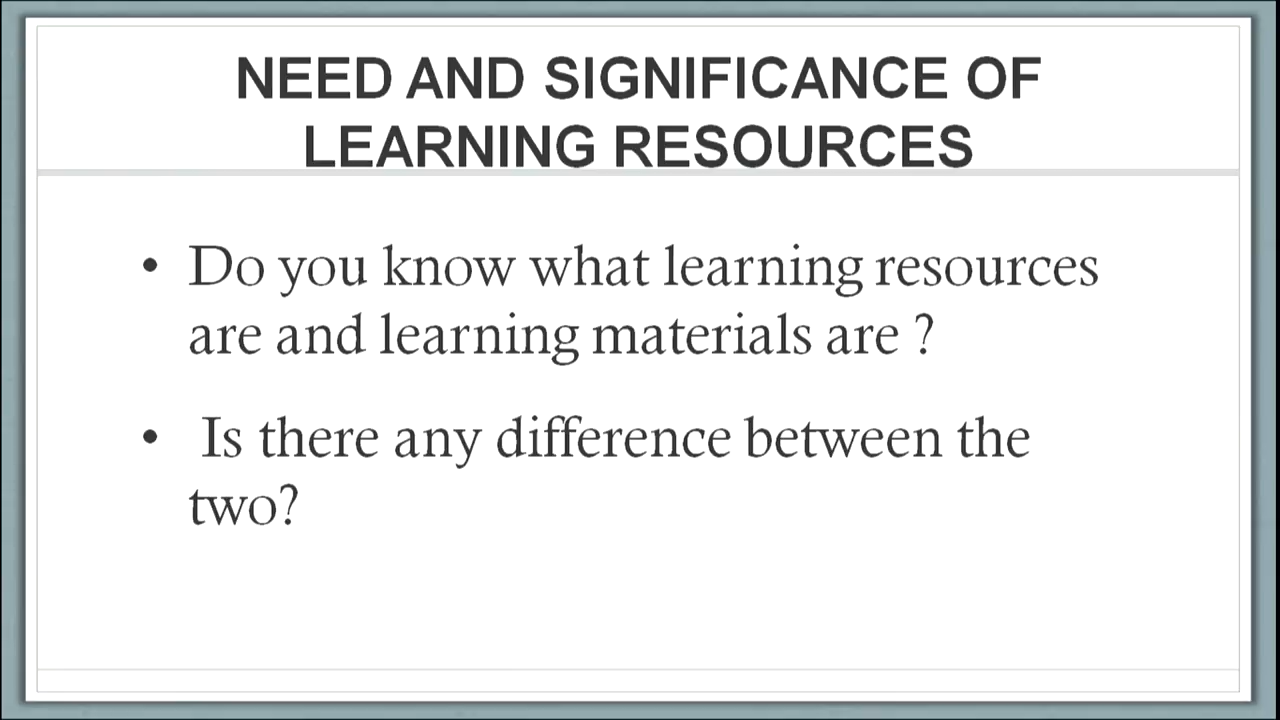 NEED AND SIGNIFICANCE OF
LEARNING RESOURCES
• Do you know what learning resources
are and learning materials are ?
• Is there any difference between the
two?